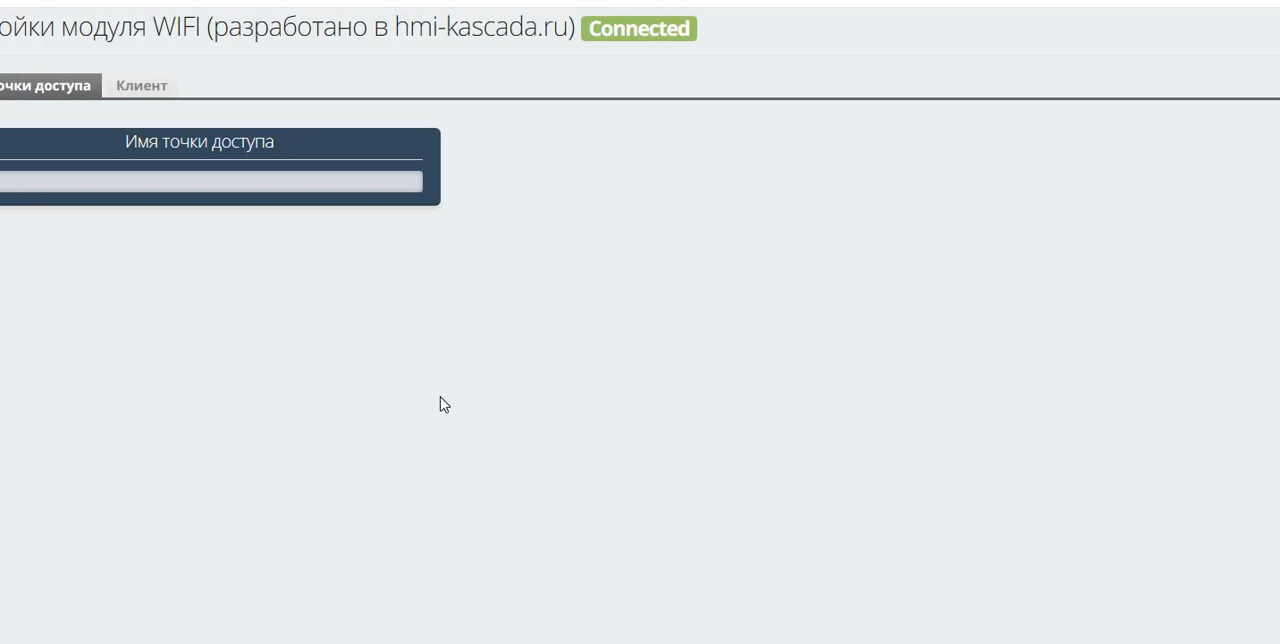 ойки модуля WIFI (разработано в hmi-kascada.ru) Connected
очки доступа Клиент
Имя точки доступа